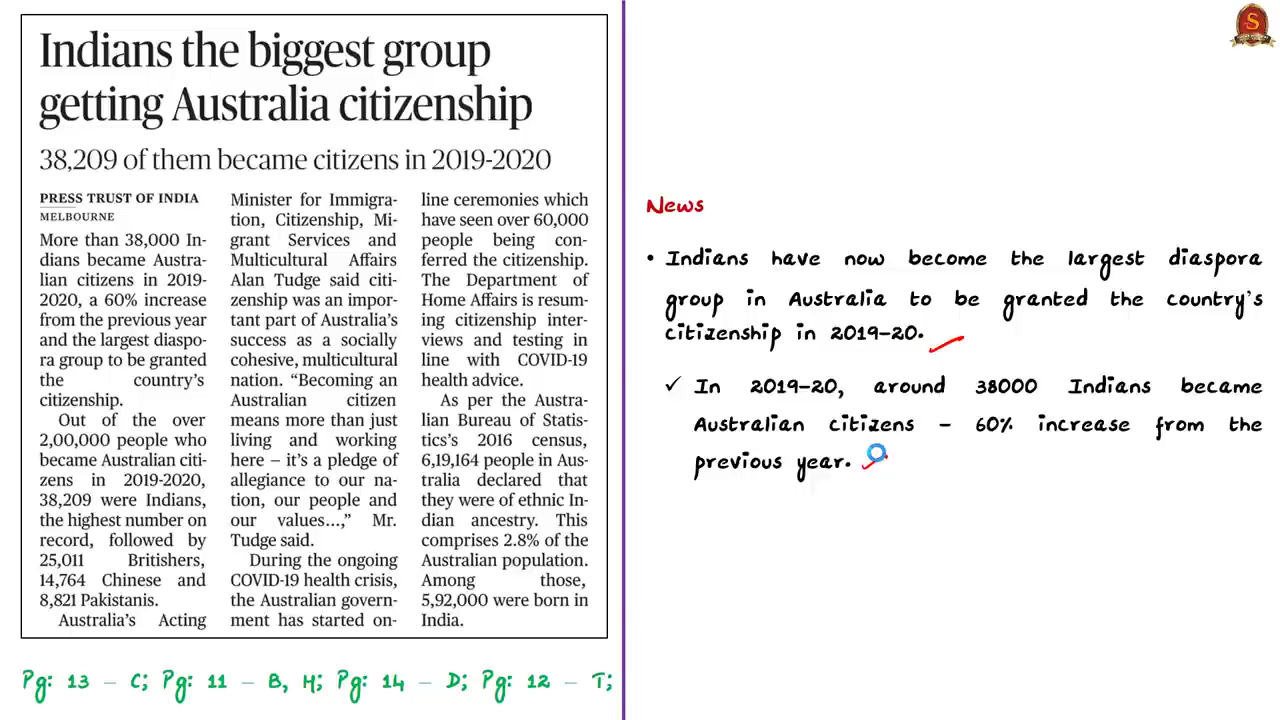 Indians the biggest group
getting Australia citizenship
38,209 of them became citizens in 2019-2020
PRESS TRUST OF INDIA
MELBOURNE
More than 38,000 In-
dians became Austra-
lian citizens in 2019-
2020, a 60% increase
from the previous year
and the largest diaspo-
ra group to be granted
the country's
citizenship.
Out of the over
2,00,000 people who
became Australian citi-
zens in 2019-2020,
38,209 were Indians,
the highest number on
record, followed by
25,011 Britishers,
14,764 Chinese and
8,821 Pakistanis.
Australia's Acting
Minister for Immigra-
tion, Citizenship, Mi-
grant Services and
Multicultural Affairs
Alan Tudge said citi-
zenship was an impor-
tant part of Australia's
success as a socially
cohesive, multicultural
nation. “Becoming an
Australian citizen
means more than just
living and working
here – it's a pledge of
allegiance to our na-
tion, our people and
our values...,” Mr.
Tudge said.
During the ongoing
COVID-19 health crisis,
the Australian govern-
ment has started on-
line ceremonies which
have seen over 60,000
people being con-
ferred the citizenship.
The Department of
Home Affairs is resum-
ing citizenship inter-
views and testing in
line with COVID-19
health advice.
As per the Austra-
lian Bureau of Statis-
tics's 2016 census,
6,19,164 people in Aus-
tralia declared that
they were of ethnic In-
dian ancestry. This
comprises 2.8% of the
Australian population.
Among those,
5,92,000 were born in
India.
Pg: 13 – C; Pg: 11 – B, H; Pg: 14 – D; Pg: 12 – T;
News
• Indians have now become the largest diaspora
group in Australia to be granted the country's
citizenship in 2019-20.
✓ In 2019-20, around 38000 Indians became
Australian citizens – 60% increase from the
previous year.
S